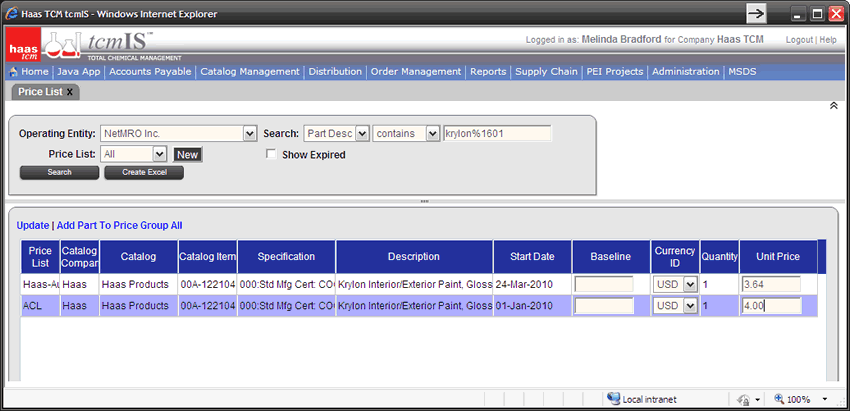 Haas TCM tcmIS - Windows Internet Explorer
haas tcm tcmIS™ TOTAL CHEMICAL MANAGEMENT
Logged in as: Melinda Bradford for Company Haas TCM Logout | Help
Home | Java App | Accounts Payable | Catalog Management | Distribution | Order Management | Reports | Supply Chain | PEI Projects | Administration | MSDS
Price List X
Operating Entity: NetMRO Inc. Search: Part Desc contains krylon%1601
Price List: All New Show Expired
Search Create Excel
Update | Add Part To Price Group All
Price List Catalog Compan Catalog Catalog Item Specification Description Start Date Baseline Currency ID Quantity Unit Price
Haas-Au Haas Haas Products 00A-122104 000:Std Mfg Cert: CO Krylon Interior/Exterior Paint, Gloss 24-Mar-2010 USD 1 3.64
ACL Haas Haas Products 00A-122104 000:Std Mfg Cert: CO Krylon Interior/Exterior Paint, Gloss 01-Jan-2010 USD 1 4.00
Local intranet 100%